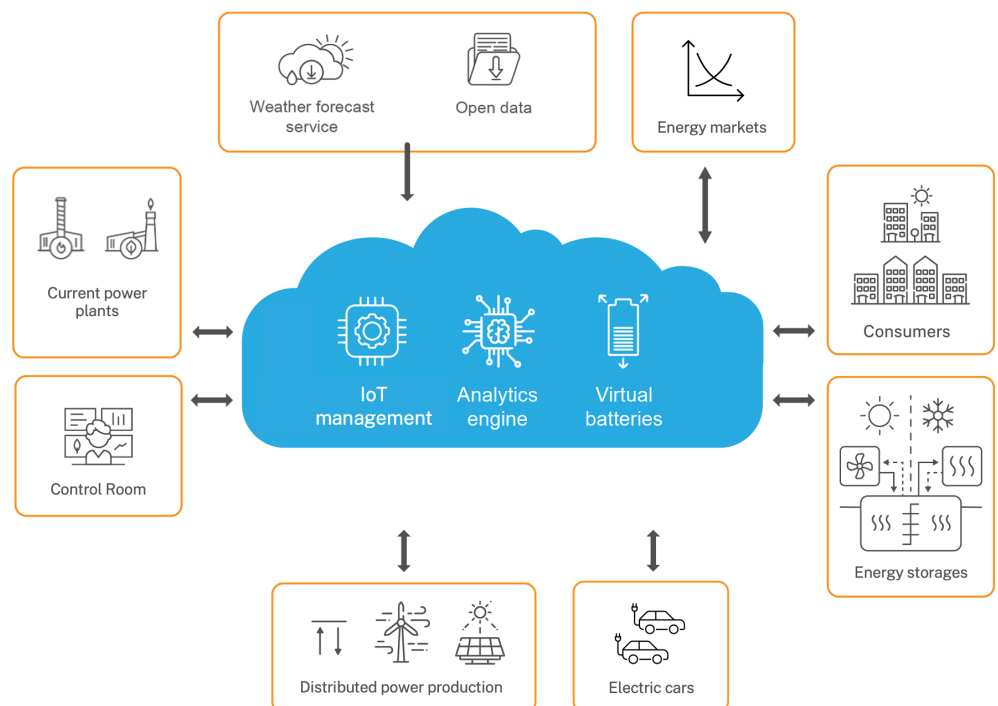 Weather forecast
service
Open data
Energy markets
Current power
plants
Consumers
IoT
management
Analytics
engine
Virtual
batteries
Control Room
Energy storages
Distributed power production
Electric cars